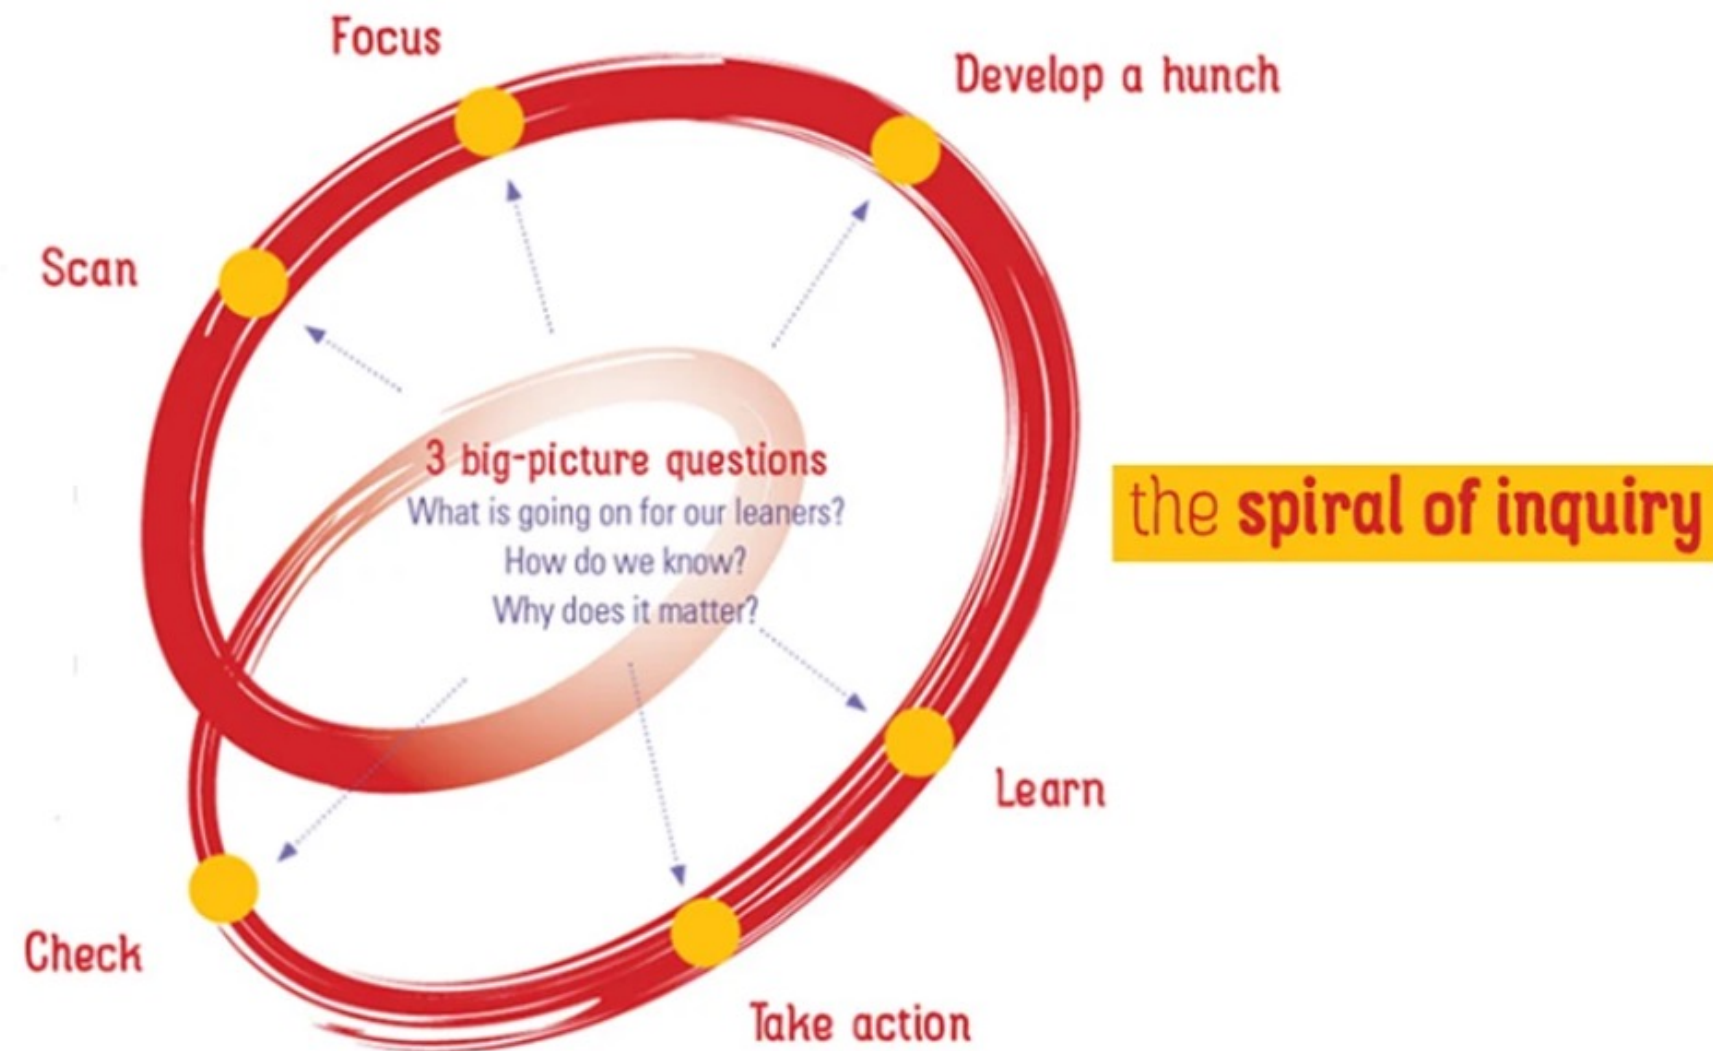 Focus
Develop a hunch
Scan
3 big-picture questions
What is going on for our leaners?
How do we know?
Why does it matter?
the spiral of inquiry
Learn
Check
Take action